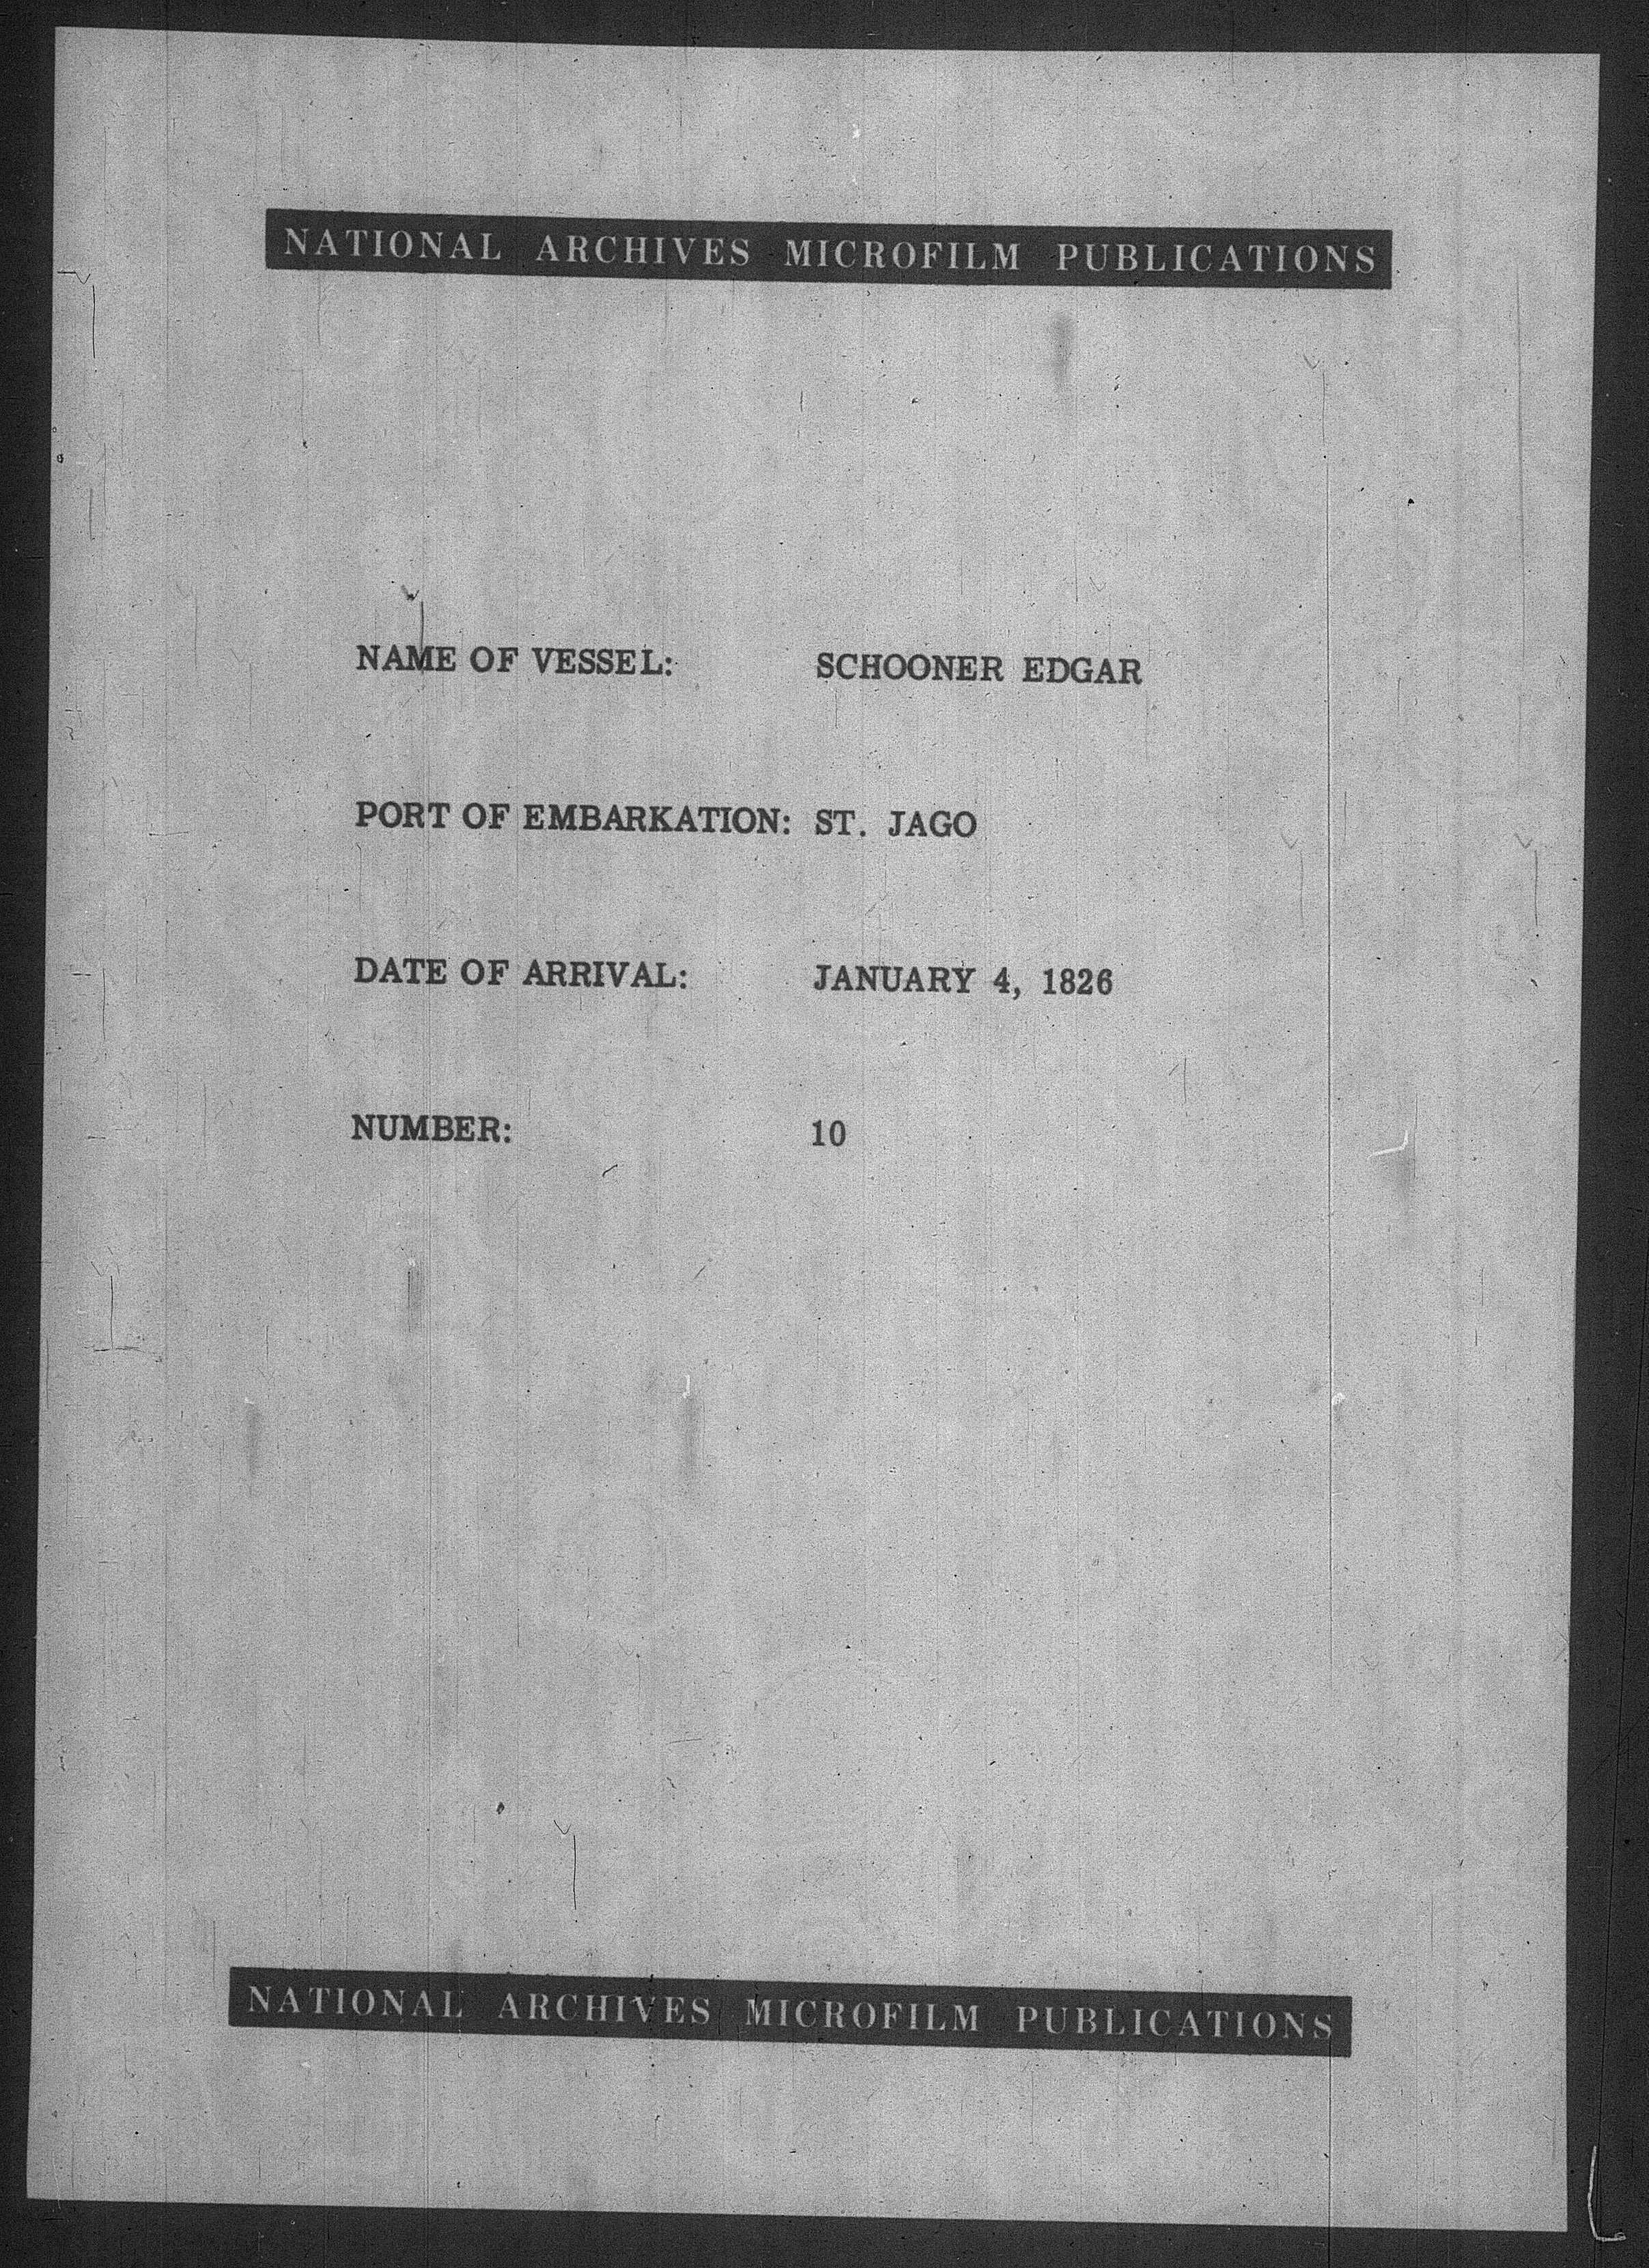 NATIONAL ARCHIVES MICROFILM PUBLICATIONS
NAME OF VESSEL: SCHOONER EDGAR
PORT OF EMBARKATION: ST. JAGO
DATE OF ARRIVAL: JANUARY 4, 1826
NUMBER: 10
NATIONAL ARCHIVES MICROFILM PUBLICATIONS